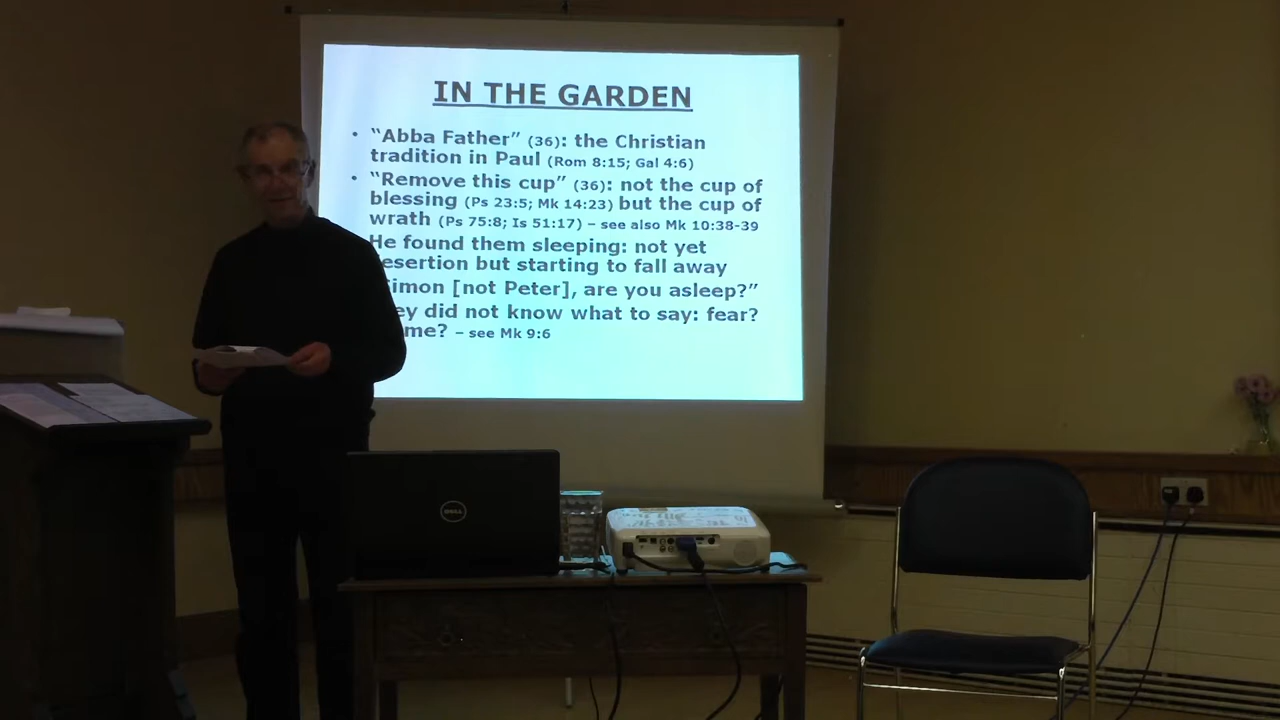 IN THE GARDEN
• “Abba Father” (36): the Christian
tradition in Paul (Rom 8:15; Gal 4:6)
• “Remove this cup” (36): not the cup of
blessing (Ps 23:5; Mk 14:23) but the cup of
wrath (Ps 75:8; Is 51:17) – see also Mk 10:38-39
He found them sleeping: not yet
esertion but starting to fall away
imon [not Peter], are you asleep?”
ey did not know what to say: fear?
me? – see Mk 9:6
DELL